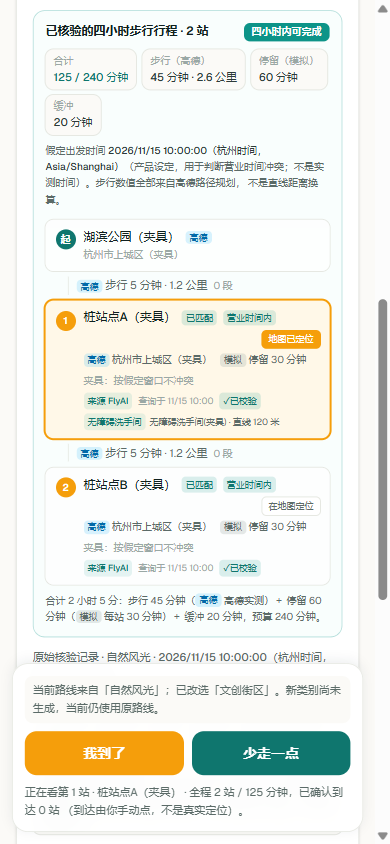 已核验的四小时步行行程 · 2 站
四小时内可完成
合计
125 / 240 分钟
步行（高德）
45 分钟 · 2.6 公里
停留（模拟）
60 分钟
缓冲
20 分钟
假定出发时间 2026/11/15 10:00:00（杭州时间，
Asia/Shanghai）（产品设定，用于判断营业时间冲突；不是实
测时间）。步行数值全部来自高德路径规划， 不是直线距离换
算。
起
湖滨公园（夹具）
高德
杭州市上城区（夹具）
高德 步行 5 分钟 · 1.2 公里 0 段
1
桩站点A（夹具）
已匹配
营业时间内
地图已定位
高德 杭州市上城区（夹具）
模拟 停留 30 分钟
夹具：按假定窗口不冲突
来源 FlyAI
查询于 11/15 10:00
✓已校验
无障碍洗手间
无障碍洗手间(夹具) · 直线 120 米
高德 步行 5 分钟 · 1.2 公里 0 段
2
桩站点B（夹具）
已匹配
营业时间内
在地图定位
高德 杭州市上城区（夹具）
模拟 停留 30 分钟
夹具：按假定窗口不冲突
来源 FlyAI
查询于 11/15 10:00
✓已校验
合计 2 小时 5 分：步行 45 分钟（ 高德 高德实测）＋ 停留 60
分钟（ 模拟 每站 30 分钟）＋ 缓冲 20 分钟，预算 240 分钟。
原始核验记录 · 自然风光 · 2026/11/15 10:00:00（杭州时间，
当前路线来自「自然风光」；已改选「文创街区」。新类别尚未
生成，当前仍使用原路线。
我到了
少走一点
正在看第 1 站 · 桩站点A（夹具） · 全程 2 站 / 125 分钟，已确认到
达 0 站 （到达由你手动点，不是真实定位）。